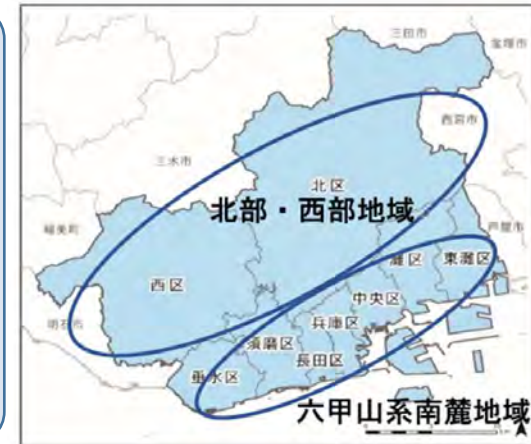 三田市
宝塚市
西宮市
三木市
北区
北部・西部地域
稲美町
芦屋市
灘区
東灘区
西区
中央区
明石市
兵庫区
須磨区
長田区
垂水区
六甲山系南麓地域